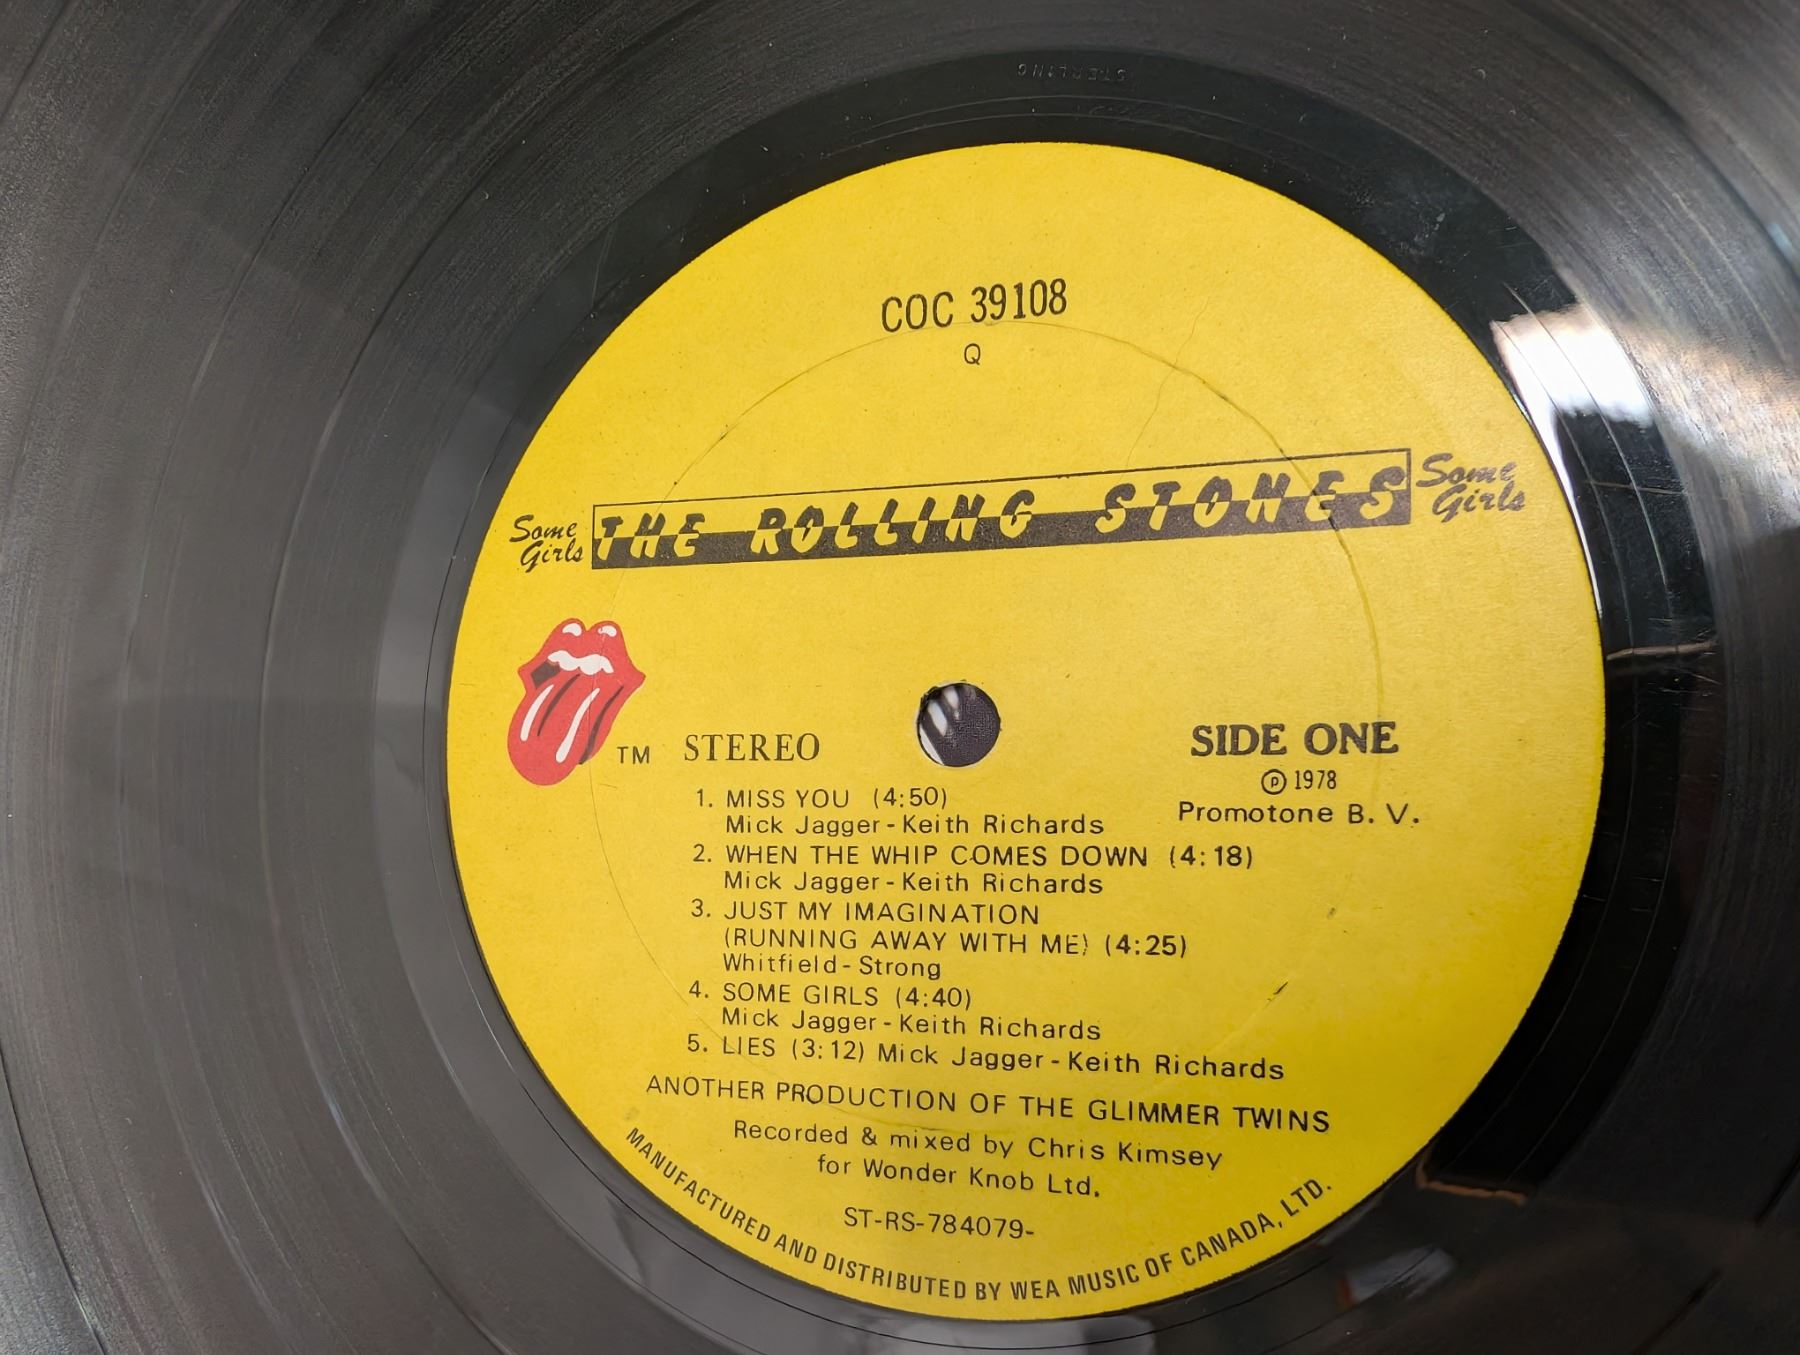 STERLING
COC 39108
Q
Some Girls THE ROLLING STONES Some Girls
TM STEREO
SIDE ONE
℗ 1978
Promotone B. V.
1. MISS YOU (4:50)
Mick Jagger-Keith Richards
2. WHEN THE WHIP COMES DOWN (4:18)
Mick Jagger-Keith Richards
3. JUST MY IMAGINATION
(RUNNING AWAY WITH ME) (4:25)
Whitfield-Strong
4. SOME GIRLS (4:40)
Mick Jagger-Keith Richards
5. LIES (3:12) Mick Jagger-Keith Richards
ANOTHER PRODUCTION OF THE GLIMMER TWINS
Recorded & mixed by Chris Kimsey
for Wonder Knob Ltd.
ST-RS-784079-
MANUFACTURED AND DISTRIBUTED BY WEA MUSIC OF CANADA, LTD.